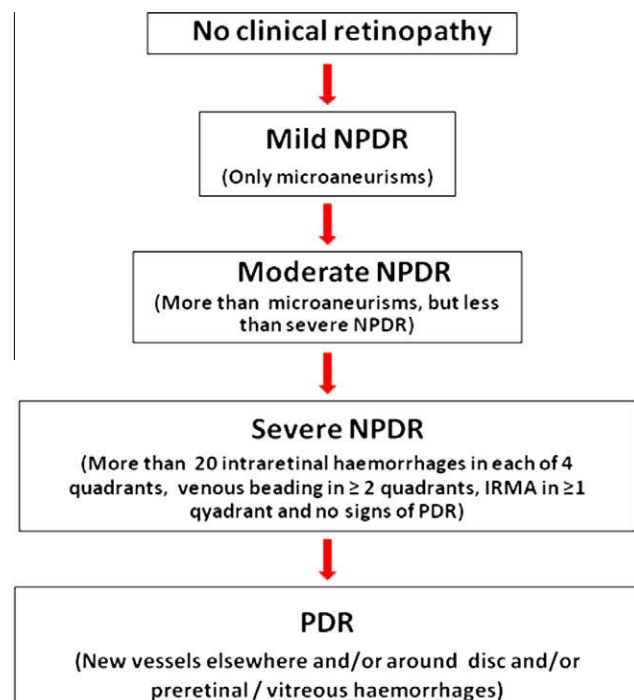 No clinical retinopathy
Mild NPDR
(Only microaneurisms)
Moderate NPDR
(More than microaneurisms, but less
than severe NPDR)
Severe NPDR
(More than 20 intraretinal haemorrhages in each of 4
quadrants, venous beading in ≥ 2 quadrants, IRMA in ≥1
qyadrant and no signs of PDR)
PDR
(New vessels elsewhere and/or around disc and/or
preretinal / vitreous haemorrhages)